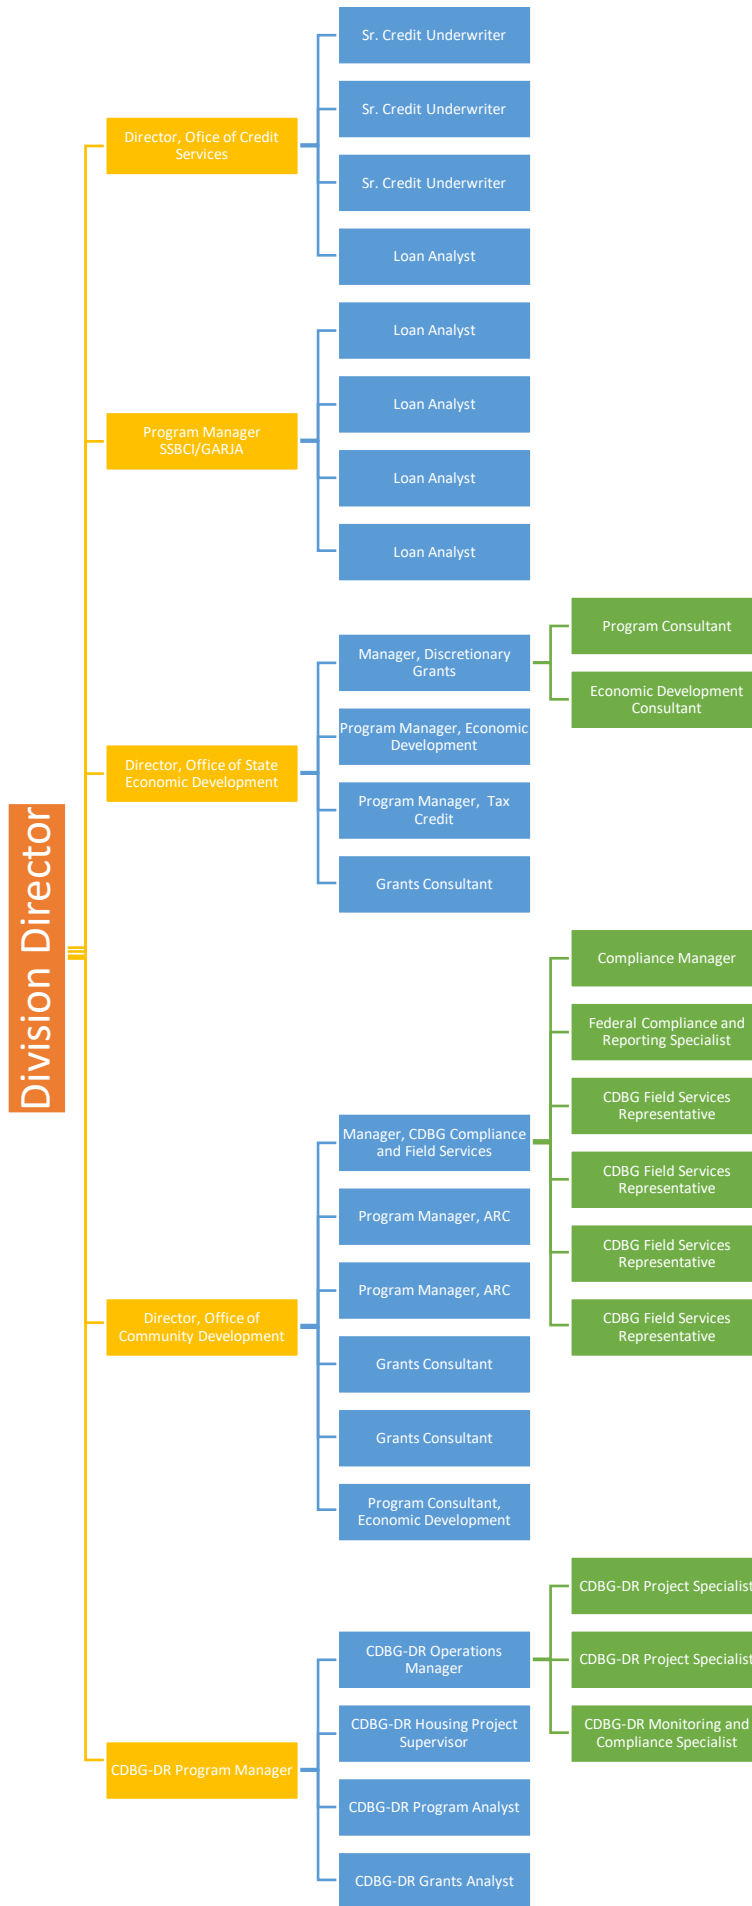 Division Director
Director, Ofice of Credit
Services
Sr. Credit Underwriter
Sr. Credit Underwriter
Sr. Credit Underwriter
Loan Analyst
Program Manager
SSBCI/GARJA
Loan Analyst
Loan Analyst
Loan Analyst
Loan Analyst
Director, Office of State
Economic Development
Manager, Discretionary
Grants
Program Consultant
Economic Development
Consultant
Program Manager, Economic
Development
Program Manager,  Tax
Credit
Grants Consultant
Director, Office of
Community Development
Manager, CDBG Compliance
and Field Services
Compliance Manager
Federal Compliance and
Reporting Specialist
CDBG Field Services
Representative
CDBG Field Services
Representative
CDBG Field Services
Representative
CDBG Field Services
Representative
Program Manager, ARC
Program Manager, ARC
Grants Consultant
Grants Consultant
Program Consultant,
Economic Development
CDBG-DR Program Manager
CDBG-DR Operations
Manager
CDBG-DR Project Specialist
CDBG-DR Project Specialist
CDBG-DR Monitoring and
Compliance Specialist
CDBG-DR Housing Project
Supervisor
CDBG-DR Program Analyst
CDBG-DR Grants Analyst